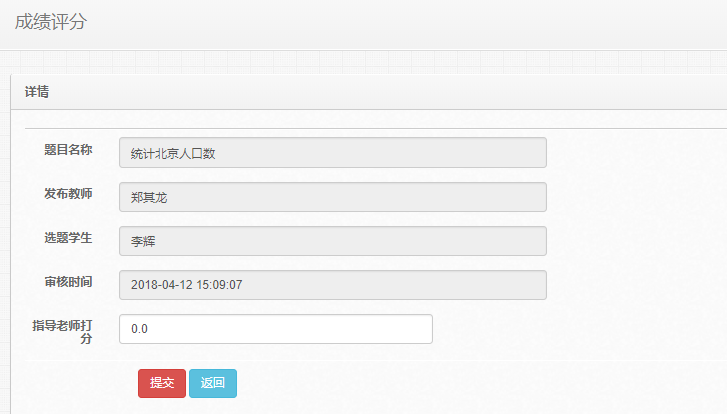 成绩评分
详情
题目名称 统计北京人口数
发布教师 郑其龙
选题学生 李辉
审核时间 2018-04-12 15:09:07
指导老师打
分 0.0
提交 返回